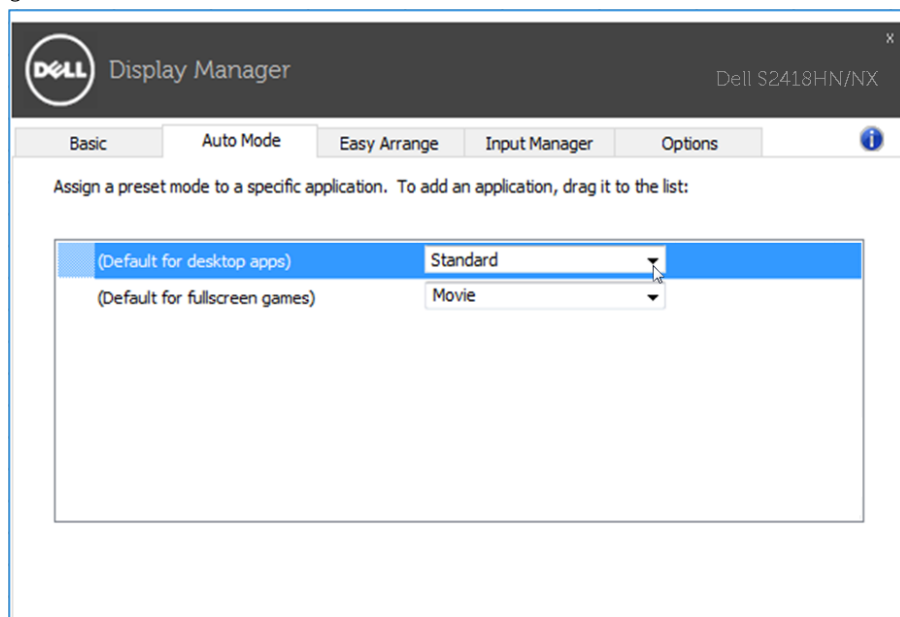 DELL Display Manager
x
Dell S2418HN/NX
Basic Auto Mode Easy Arrange Input Manager Options
Assign a preset mode to a specific application. To add an application, drag it to the list:
(Default for desktop apps) Standard
(Default for fullscreen games) Movie